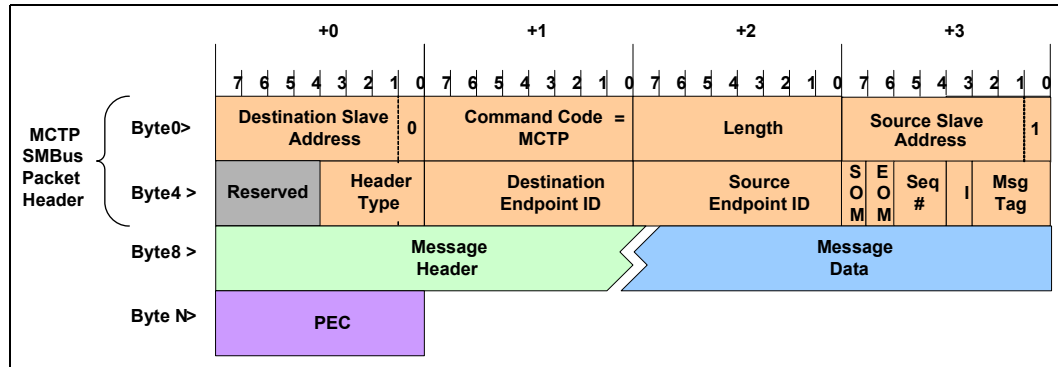 +0 +1 +2 +3
7 6 5 4 3 2 1 0 7 6 5 4 3 2 1 0 7 6 5 4 3 2 1 0 7 6 5 4 3 2 1 0
MCTP
SMBus
Packet
Header
Byte0>
Destination Slave
Address
0
Command Code =
MCTP
Length
Source Slave
Address
1
Byte4 >
Reserved
Header
Type
Destination
Endpoint ID
Source
Endpoint ID
S
O
M
E
O
M
Seq
#
I
Msg
Tag
Byte8 >
Message
Header
Message
Data
Byte N>
PEC